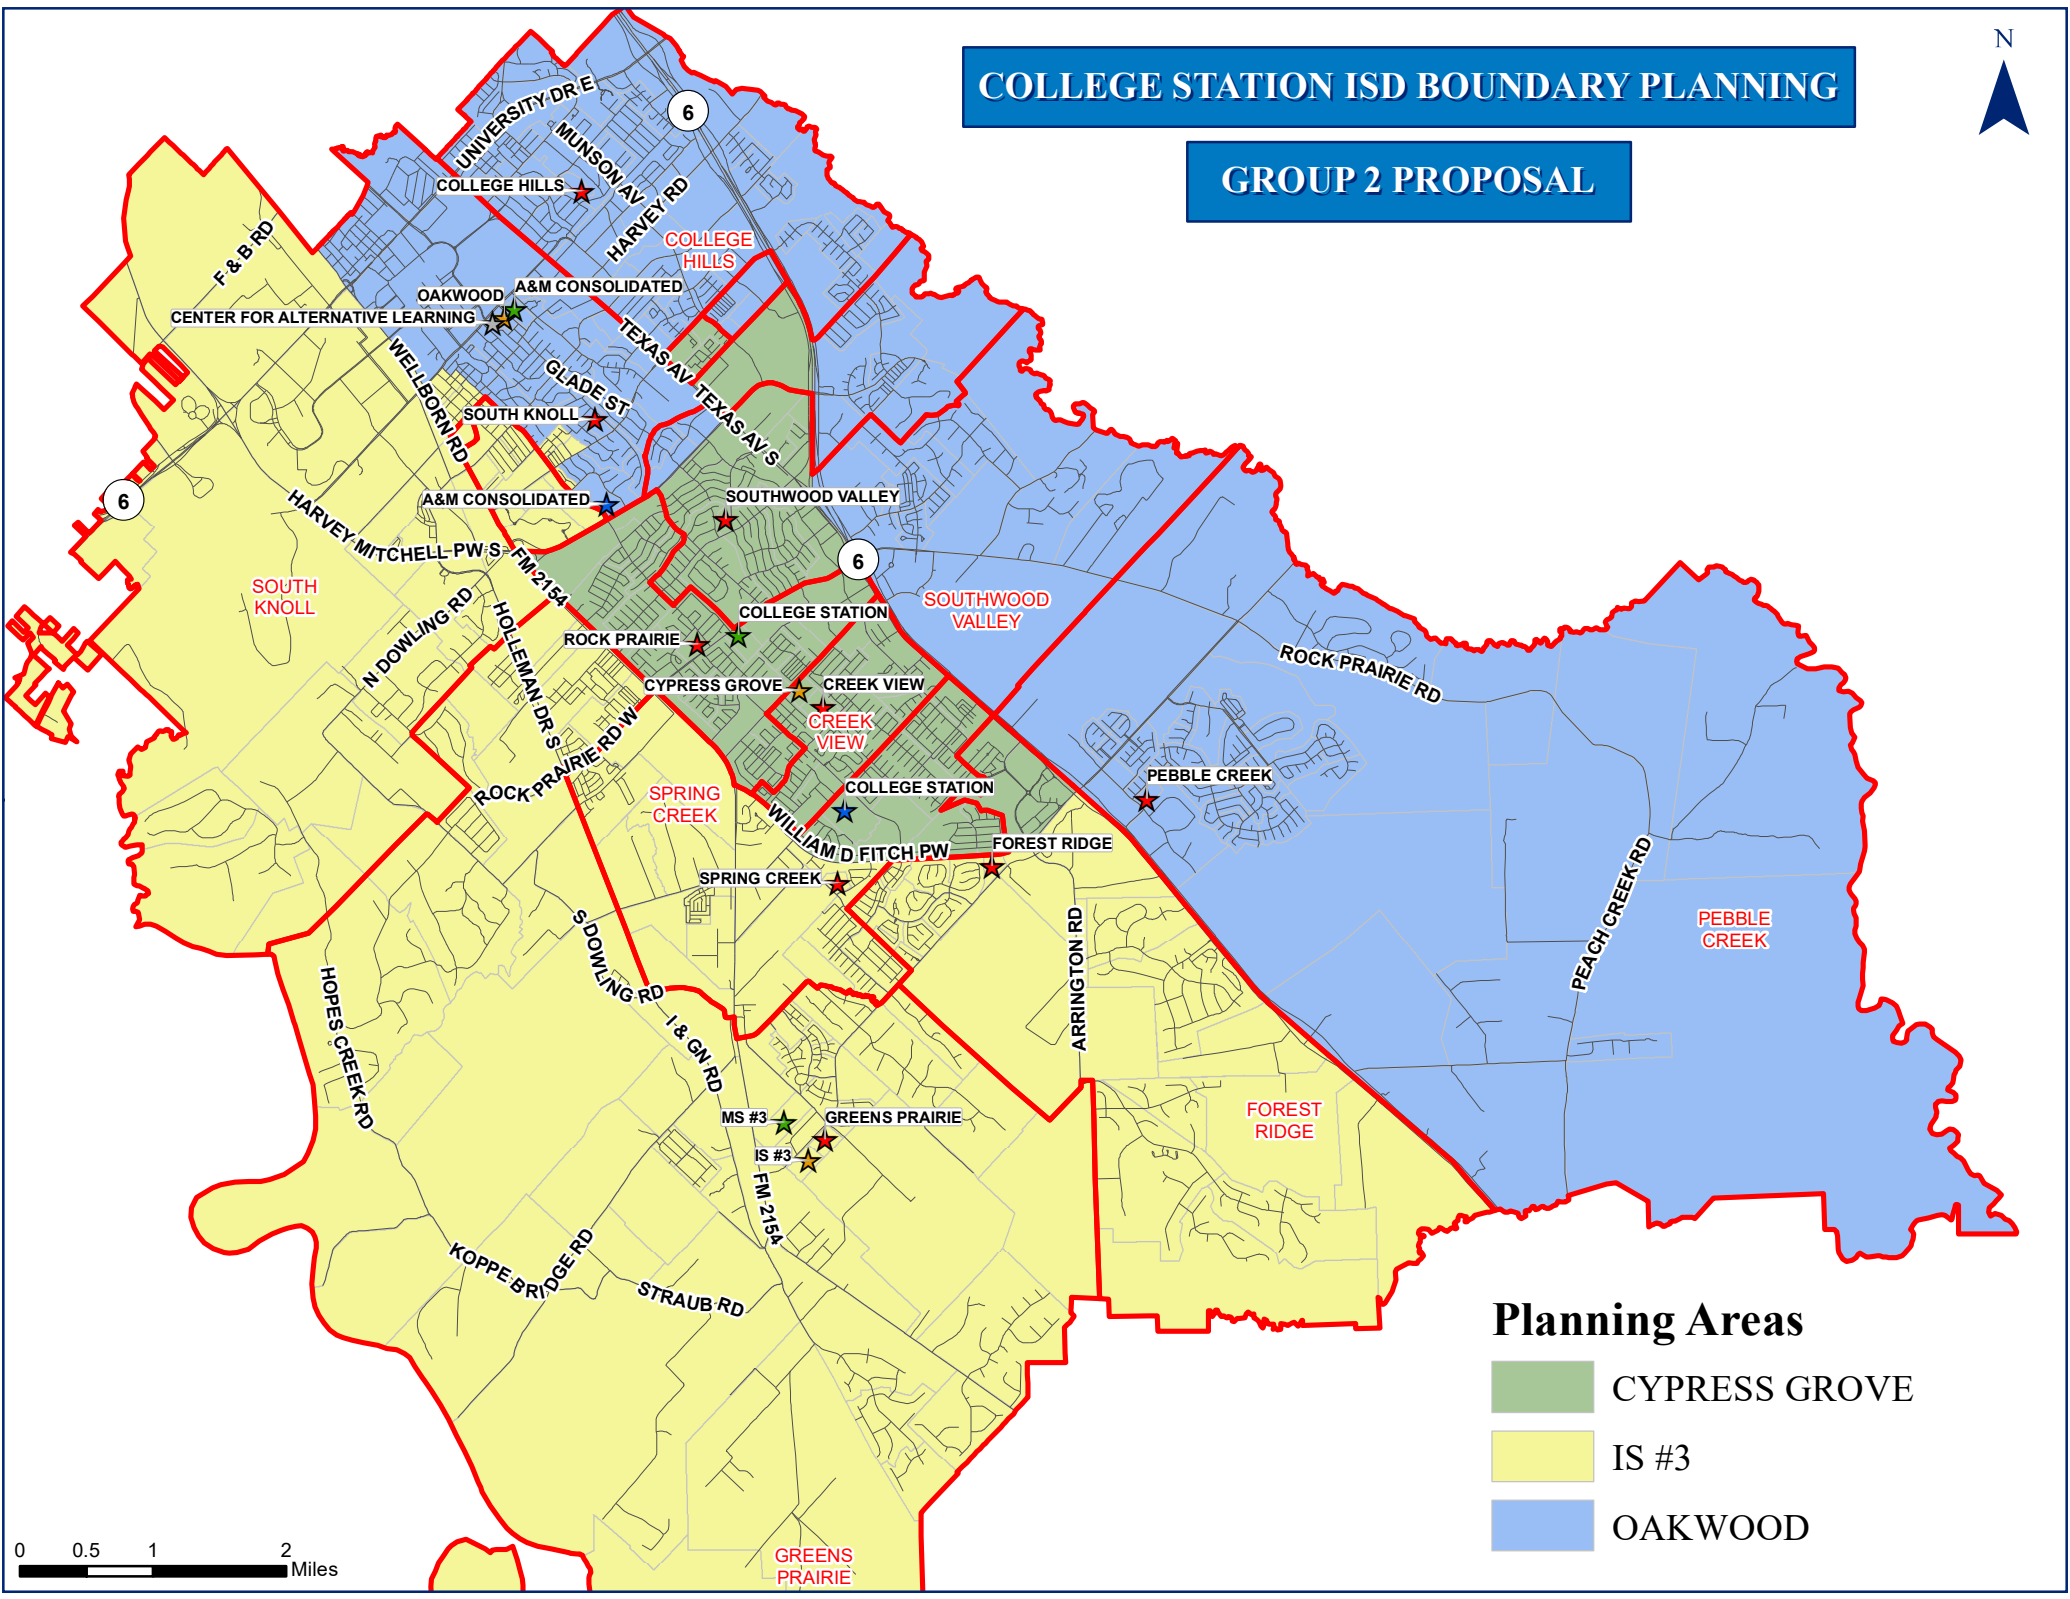 COLLEGE STATION ISD BOUNDARY PLANNING
GROUP 2 PROPOSAL
N
UNIVERSITY DR E
6
MUNSON AV
COLLEGE HILLS
HARVEY RD
COLLEGE
HILLS
F & B RD
A&M CONSOLIDATED
OAKWOOD
CENTER FOR ALTERNATIVE LEARNING
WELLBORN RD
TEXAS AV
TEXAS AV S
GLADE ST
SOUTH KNOLL
6
A&M CONSOLIDATED
SOUTHWOOD VALLEY
HARVEY MITCHELL PW S
FM 2154
6
SOUTH
KNOLL
N DOWLING RD
HOLLEMAN DR S
COLLEGE STATION
SOUTHWOOD
VALLEY
ROCK PRAIRIE
ROCK PRAIRIE RD
CYPRESS GROVE
CREEK VIEW
CREEK
VIEW
ROCK PRAIRIE RD W
SPRING
CREEK
COLLEGE STATION
PEBBLE CREEK
WILLIAM D FITCH PW
FOREST RIDGE
SPRING CREEK
PEACH CREEK RD
PEBBLE
CREEK
ARRINGTON RD
S DOWLING RD
HOPES CREEK RD
I & GN RD
MS #3
GREENS PRAIRIE
IS #3
FOREST
RIDGE
FM 2154
KOPPE BRIDGE RD
STRAUB RD
GREENS
PRAIRIE
Planning Areas
CYPRESS GROVE
IS #3
OAKWOOD
0 0.5 1 2
Miles